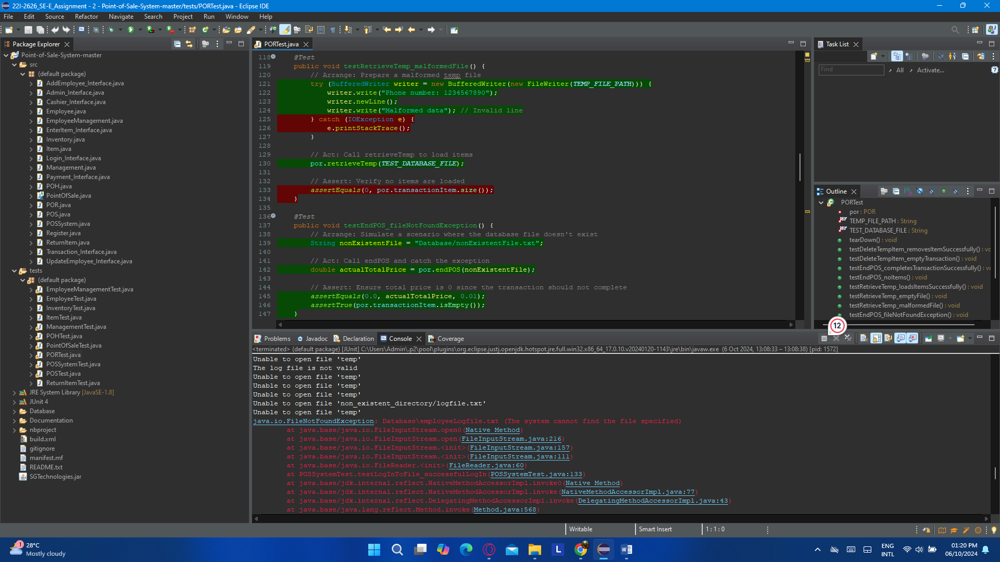 22I-2626_SE-E_Assignment - 2 - Point-of-Sale-System-master/tests/PORTest.java - Eclipse IDE
File Edit Source Refactor Navigate Search Project Run Window Help
Package Explorer
Point-of-Sale-System-master
src
(default package)
AddEmployee_Interface.java
Admin_Interface.java
Cashier_Interface.java
Employee.java
EmployeeManagement.java
EnterItem_Interface.java
Inventory.java
Item.java
Login_Interface.java
Management.java
Payment_Interface.java
POH.java
PointOfSale.java
POR.java
POS.java
POSSystem.java
Register.java
ReturnItem.java
Transaction_Interface.java
UpdateEmployee_Interface.java
tests
(default package)
EmployeeManagementTest.java
EmployeeTest.java
InventoryTest.java
ItemTest.java
ManagementTest.java
POHTest.java
PointOfSaleTest.java
PORTest.java
POSSystemTest.java
POSTest.java
ReturnItemTest.java
JRE System Library [JavaSE-1.8]
JUnit 4
Database
Documentation
nbproject
build.xml
gitignore
manifest.mf
README.txt
SGTechnologies.jar
PORTest.java
118 @Test
119 public void testRetrieveTemp_malformedFile() {
120 // Arrange: Prepare a malformed temp file
121 try (BufferedWriter writer = new BufferedWriter(new FileWriter(TEMP_FILE_PATH))) {
122 writer.write("Phone number: 1234567890");
123 writer.newLine();
124 writer.write("Malformed data"); // Invalid line
125 } catch (IOException e) {
126 e.printStackTrace();
127 }
128
129 // Act: Call retrieveTemp to load items
130 por.retrieveTemp(TEST_DATABASE_FILE);
131
132 // Assert: Verify no items are loaded
133 assertEquals(0, por.transactionItem.size());
134 }
135
136 @Test
137 public void testEndPOS_fileNotFoundException() {
138 // Arrange: Simulate a scenario where the database file doesn't exist
139 String nonExistentFile = "Database/nonExistentFile.txt";
140
141 // Act: Call endPOS and catch the exception
142 double actualTotalPrice = por.endPOS(nonExistentFile);
143
144 // Assert: Ensure total price is 0 since the transaction should not complete
145 assertEquals(0.0, actualTotalPrice, 0.01);
146 assertTrue(por.transactionItem.isEmpty());
147 }
Task List
Find All Activate...
Outline
PORTest
por : POR
TEMP_FILE_PATH : String
TEST_DATABASE_FILE : String
tearDown() : void
testDeleteTempItem_removesItemSuccessfully() : vc
testDeleteTempItem_emptyTransaction() : void
testEndPOS_completesTransactionSuccessfully() : v
testEndPOS_noItems() : void
testRetrieveTemp_loadsItemsSuccessfully() : void
testRetrieveTemp_emptyFile() : void
testRetrieveTemp_malformedFile() : void
testEndPOS_fileNotFoundException() : void
12
Problems Javadoc Declaration Console Coverage
<terminated> (default package) [JUnit] C:\Users\Admin\.p2\pool\plugins\org.eclipse.justj.openjdk.hotspot.jre.full.win32.x86_64_17.0.10.v20240120-1143\jre\bin\javaw.exe (6 Oct 2024, 13:08:33 – 13:08:38) [pid: 1572]
Unable to open file 'temp'
The log file is not valid
Unable to open file 'temp'
Unable to open file 'temp'
Unable to open file 'temp'
Unable to open file 'non_existent_directory/logfile.txt'
Unable to open file 'temp'
java.io.FileNotFoundException: Database\employeeLogfile.txt (The system cannot find the file specified)
at java.base/java.io.FileInputStream.open0(Native Method)
at java.base/java.io.FileInputStream.open(FileInputStream.java:216)
at java.base/java.io.FileInputStream.<init>(FileInputStream.java:157)
at java.base/java.io.FileInputStream.<init>(FileInputStream.java:111)
at java.base/java.io.FileReader.<init>(FileReader.java:60)
at POSSystemTest.testLogInToFile_successfulLogIn(POSSystemTest.java:133)
at java.base/jdk.internal.reflect.NativeMethodAccessorImpl.invoke0(Native Method)
at java.base/jdk.internal.reflect.NativeMethodAccessorImpl.invoke(NativeMethodAccessorImpl.java:77)
at java.base/jdk.internal.reflect.DelegatingMethodAccessorImpl.invoke(DelegatingMethodAccessorImpl.java:43)
at java.base/java.lang.reflect.Method.invoke(Method.java:568)
Writable Smart Insert 1 : 1 : 0
1
28°C
Mostly cloudy
ENG
INTL
01:20 PM
06/10/2024